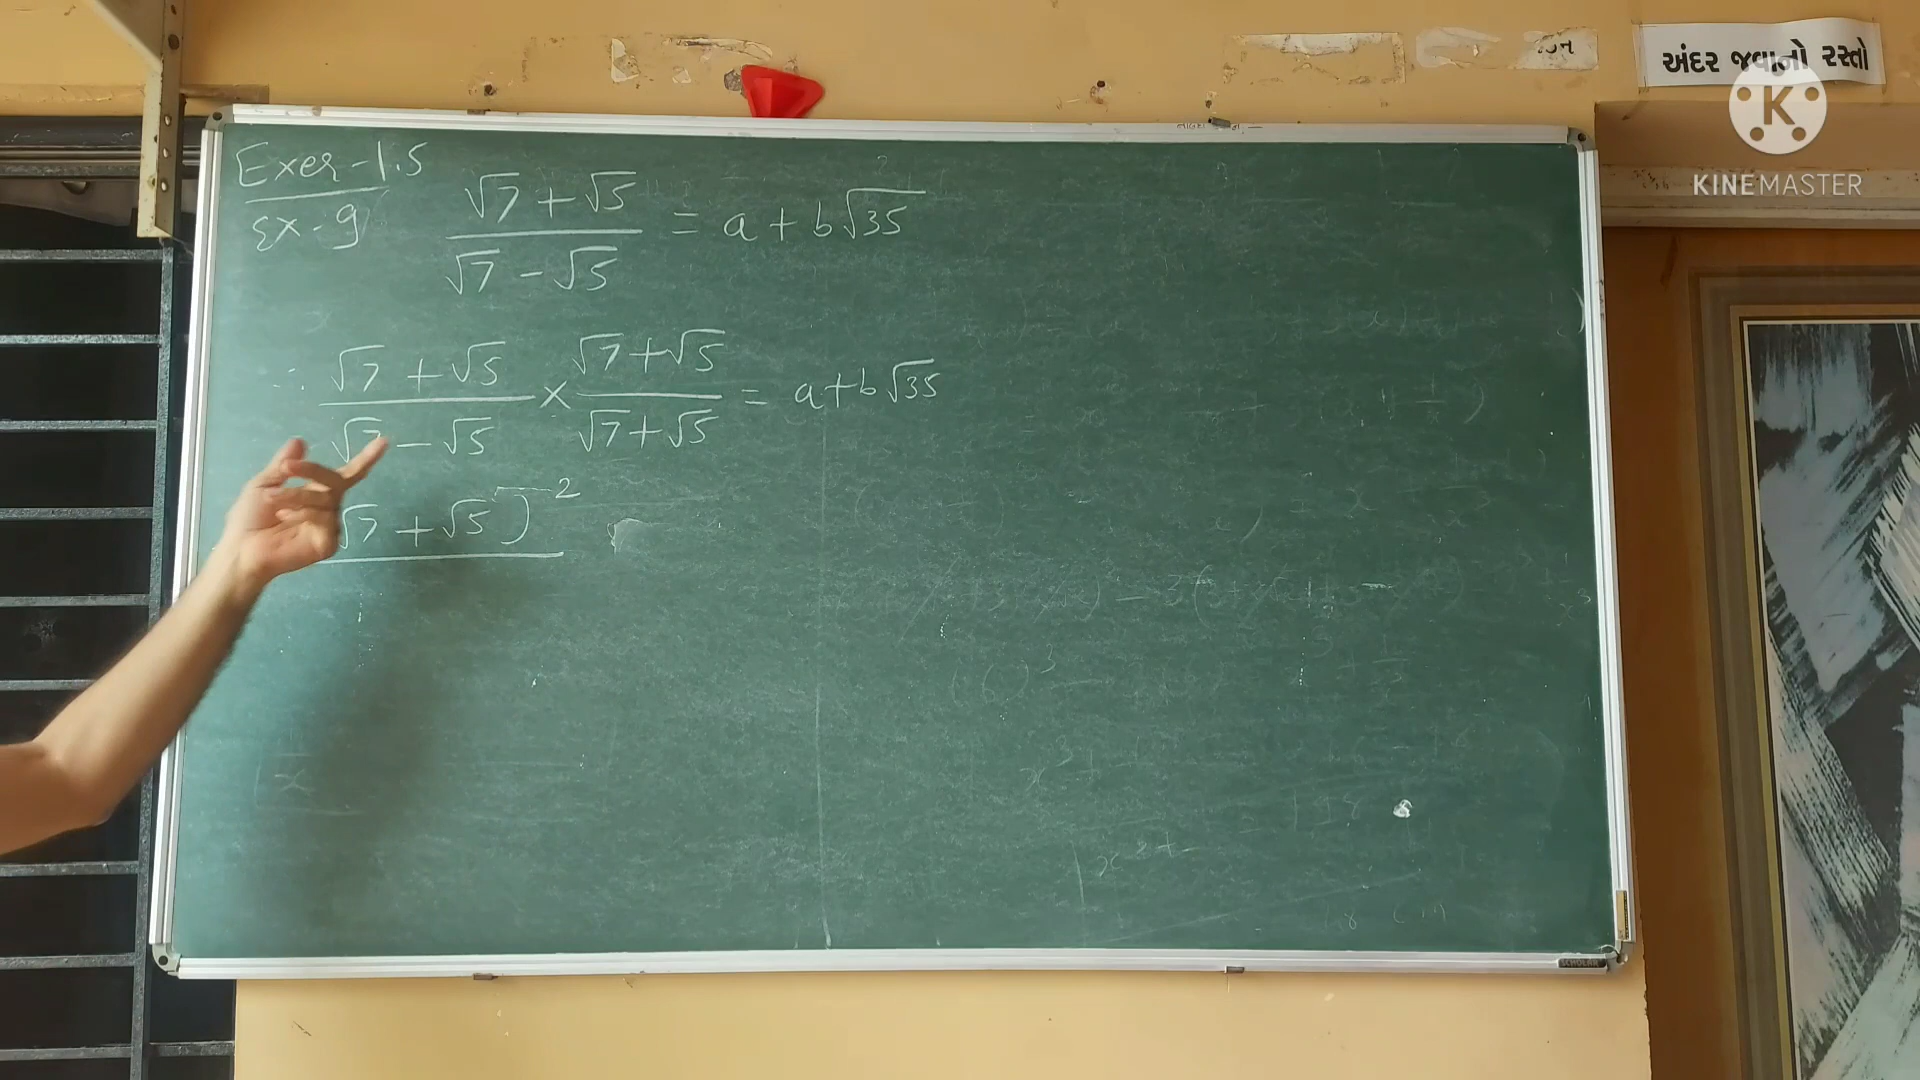 અંદર જવાનો રસ્તો
KINEMASTER
Exer-1.5
Ex-9
√7 + √5 / √7 - √5 = a + b√35
∴ √7 + √5 / √7 - √5 × √7 + √5 / √7 + √5 = a + b√35
√7 + √5)²
SCHOLAR